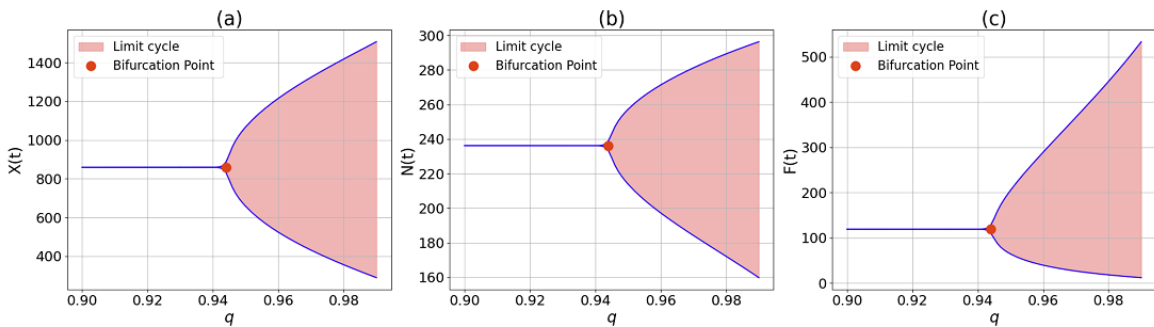 (a)
Limit cycle
Bifurcation Point
X(t)
1400
1200
1000
800
600
400
0.90 0.92 0.94 0.96 0.98
q
(b)
Limit cycle
Bifurcation Point
N(t)
300
280
260
240
220
200
180
160
0.90 0.92 0.94 0.96 0.98
q
(c)
Limit cycle
Bifurcation Point
F(t)
500
400
300
200
100
0
0.90 0.92 0.94 0.96 0.98
q